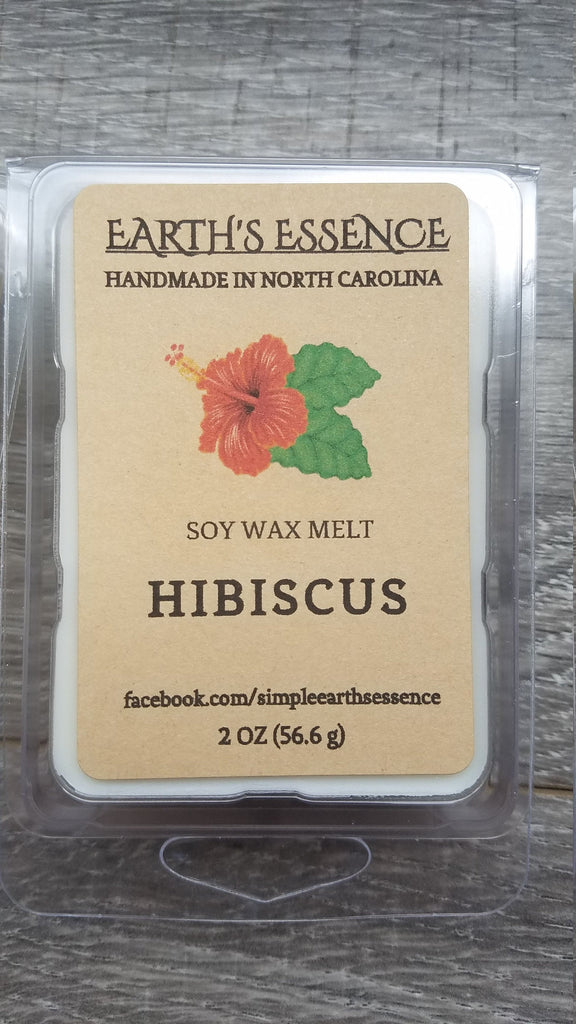 EARTH'S ESSENCE
HANDMADE IN NORTH CAROLINA
SOY WAX MELT
HIBISCUS
facebook.com/simpleearthsessence
2 OZ (56.6 g)